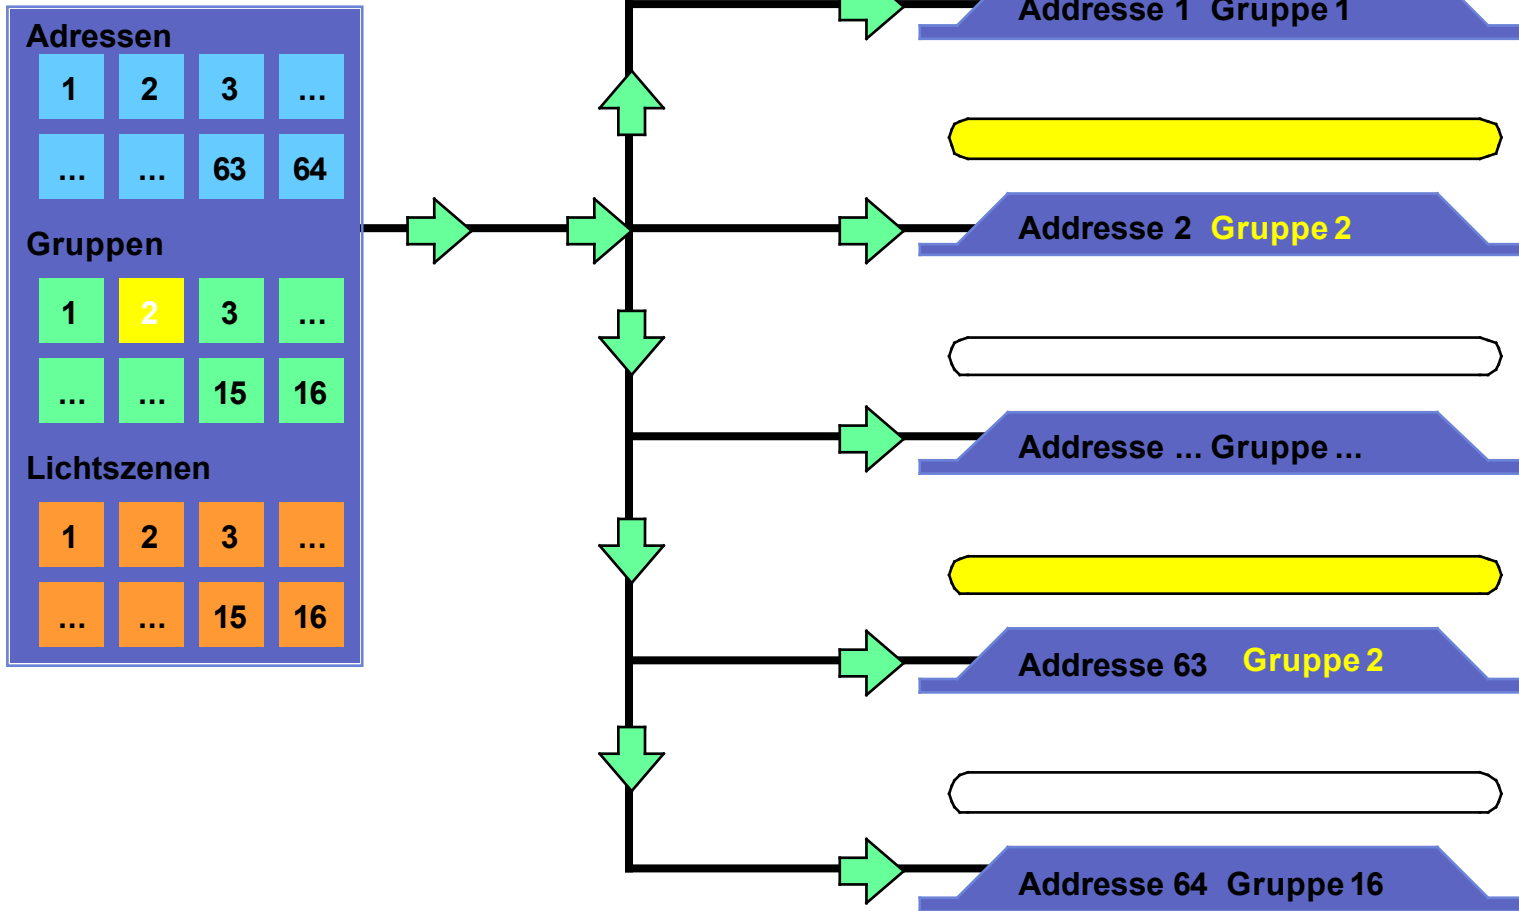 Adressen
1 2 3 ...
... ... 63 64
Gruppen
1 2 3 ...
... ... 15 16
Lichtszenen
1 2 3 ...
... ... 15 16
Addresse 1 Gruppe 1
Addresse 2 Gruppe 2
Addresse ... Gruppe ...
Addresse 63 Gruppe 2
Addresse 64 Gruppe 16